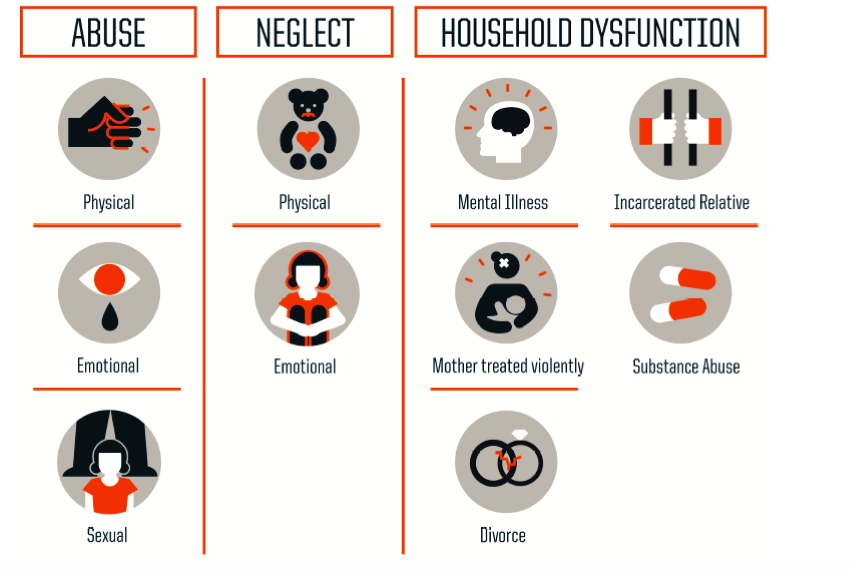 ABUSE
NEGLECT
HOUSEHOLD DYSFUNCTION
Physical
Emotional
Sexual
Physical
Emotional
Mental Illness
Incarcerated Relative
Mother treated violently
Substance Abuse
Divorce